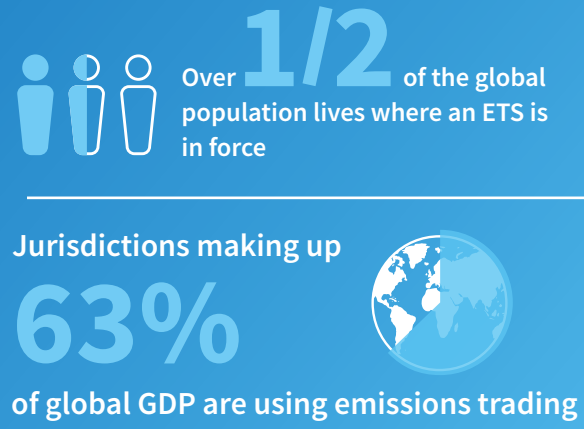 Over 1/2 of the global
population lives where an ETS is
in force
Jurisdictions making up
63%
of global GDP are using emissions trading